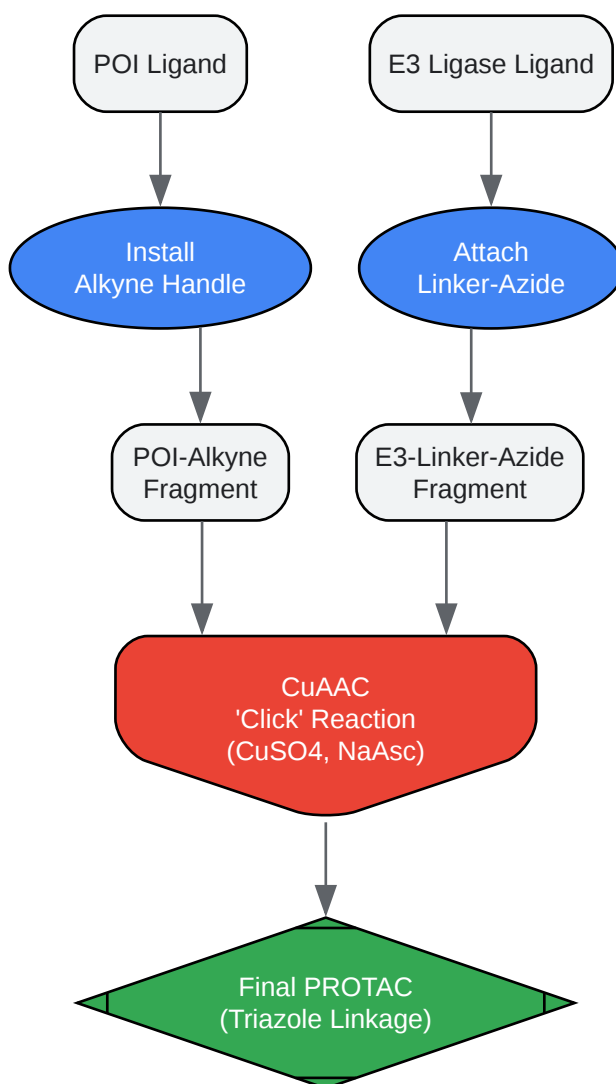 POI Ligand
E3 Ligase Ligand
Install
Alkyne Handle
Attach
Linker-Azide
POI-Alkyne
Fragment
E3-Linker-Azide
Fragment
CuAAC
'Click' Reaction
(CuSO4, NaAsc)
Final PROTAC
(Triazole Linkage)